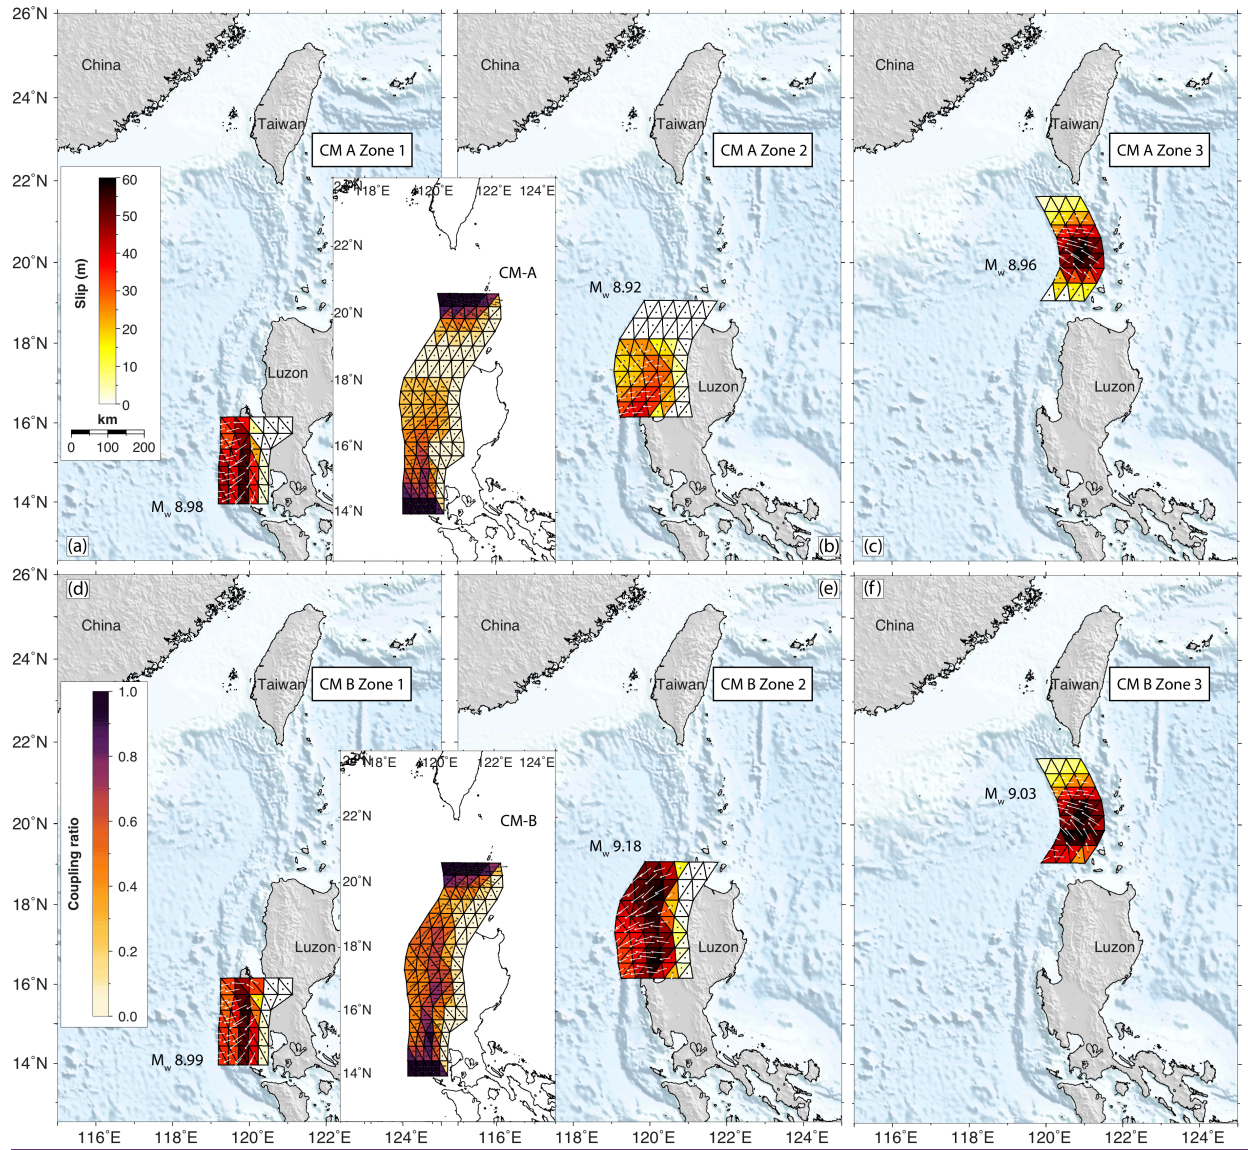 26°N
24°N
22°N
20°N
18°N
16°N
14°N
China
Taiwan
CM A Zone 1
Slip (m)
60
50
40
30
20
10
0
km
0 100 200
Luzon
Mw 8.98
(a)
118°E 120°E 122°E 124°E
22°N
20°N
18°N
16°N
14°N
CM-A
China
Taiwan
CM A Zone 2
Mw 8.92
Luzon
(b)
China
Taiwan
CM A Zone 3
Mw 8.96
Luzon
(c)
26°N
24°N
22°N
20°N
18°N
16°N
14°N
(d)
China
Taiwan
CM B Zone 1
Coupling ratio
1.0
0.8
0.6
0.4
0.2
0.0
Luzon
Mw 8.99
120°E 122°E 124°E
22°N
20°N
18°N
16°N
14°N
CM-B
(e)
China
Taiwan
CM B Zone 2
Mw 9.18
Luzon
(f)
China
Taiwan
CM B Zone 3
Mw 9.03
Luzon
116°E 118°E 120°E 122°E 124°E 116°E 118°E 120°E 122°E 124°E 116°E 118°E 120°E 122°E 124°E